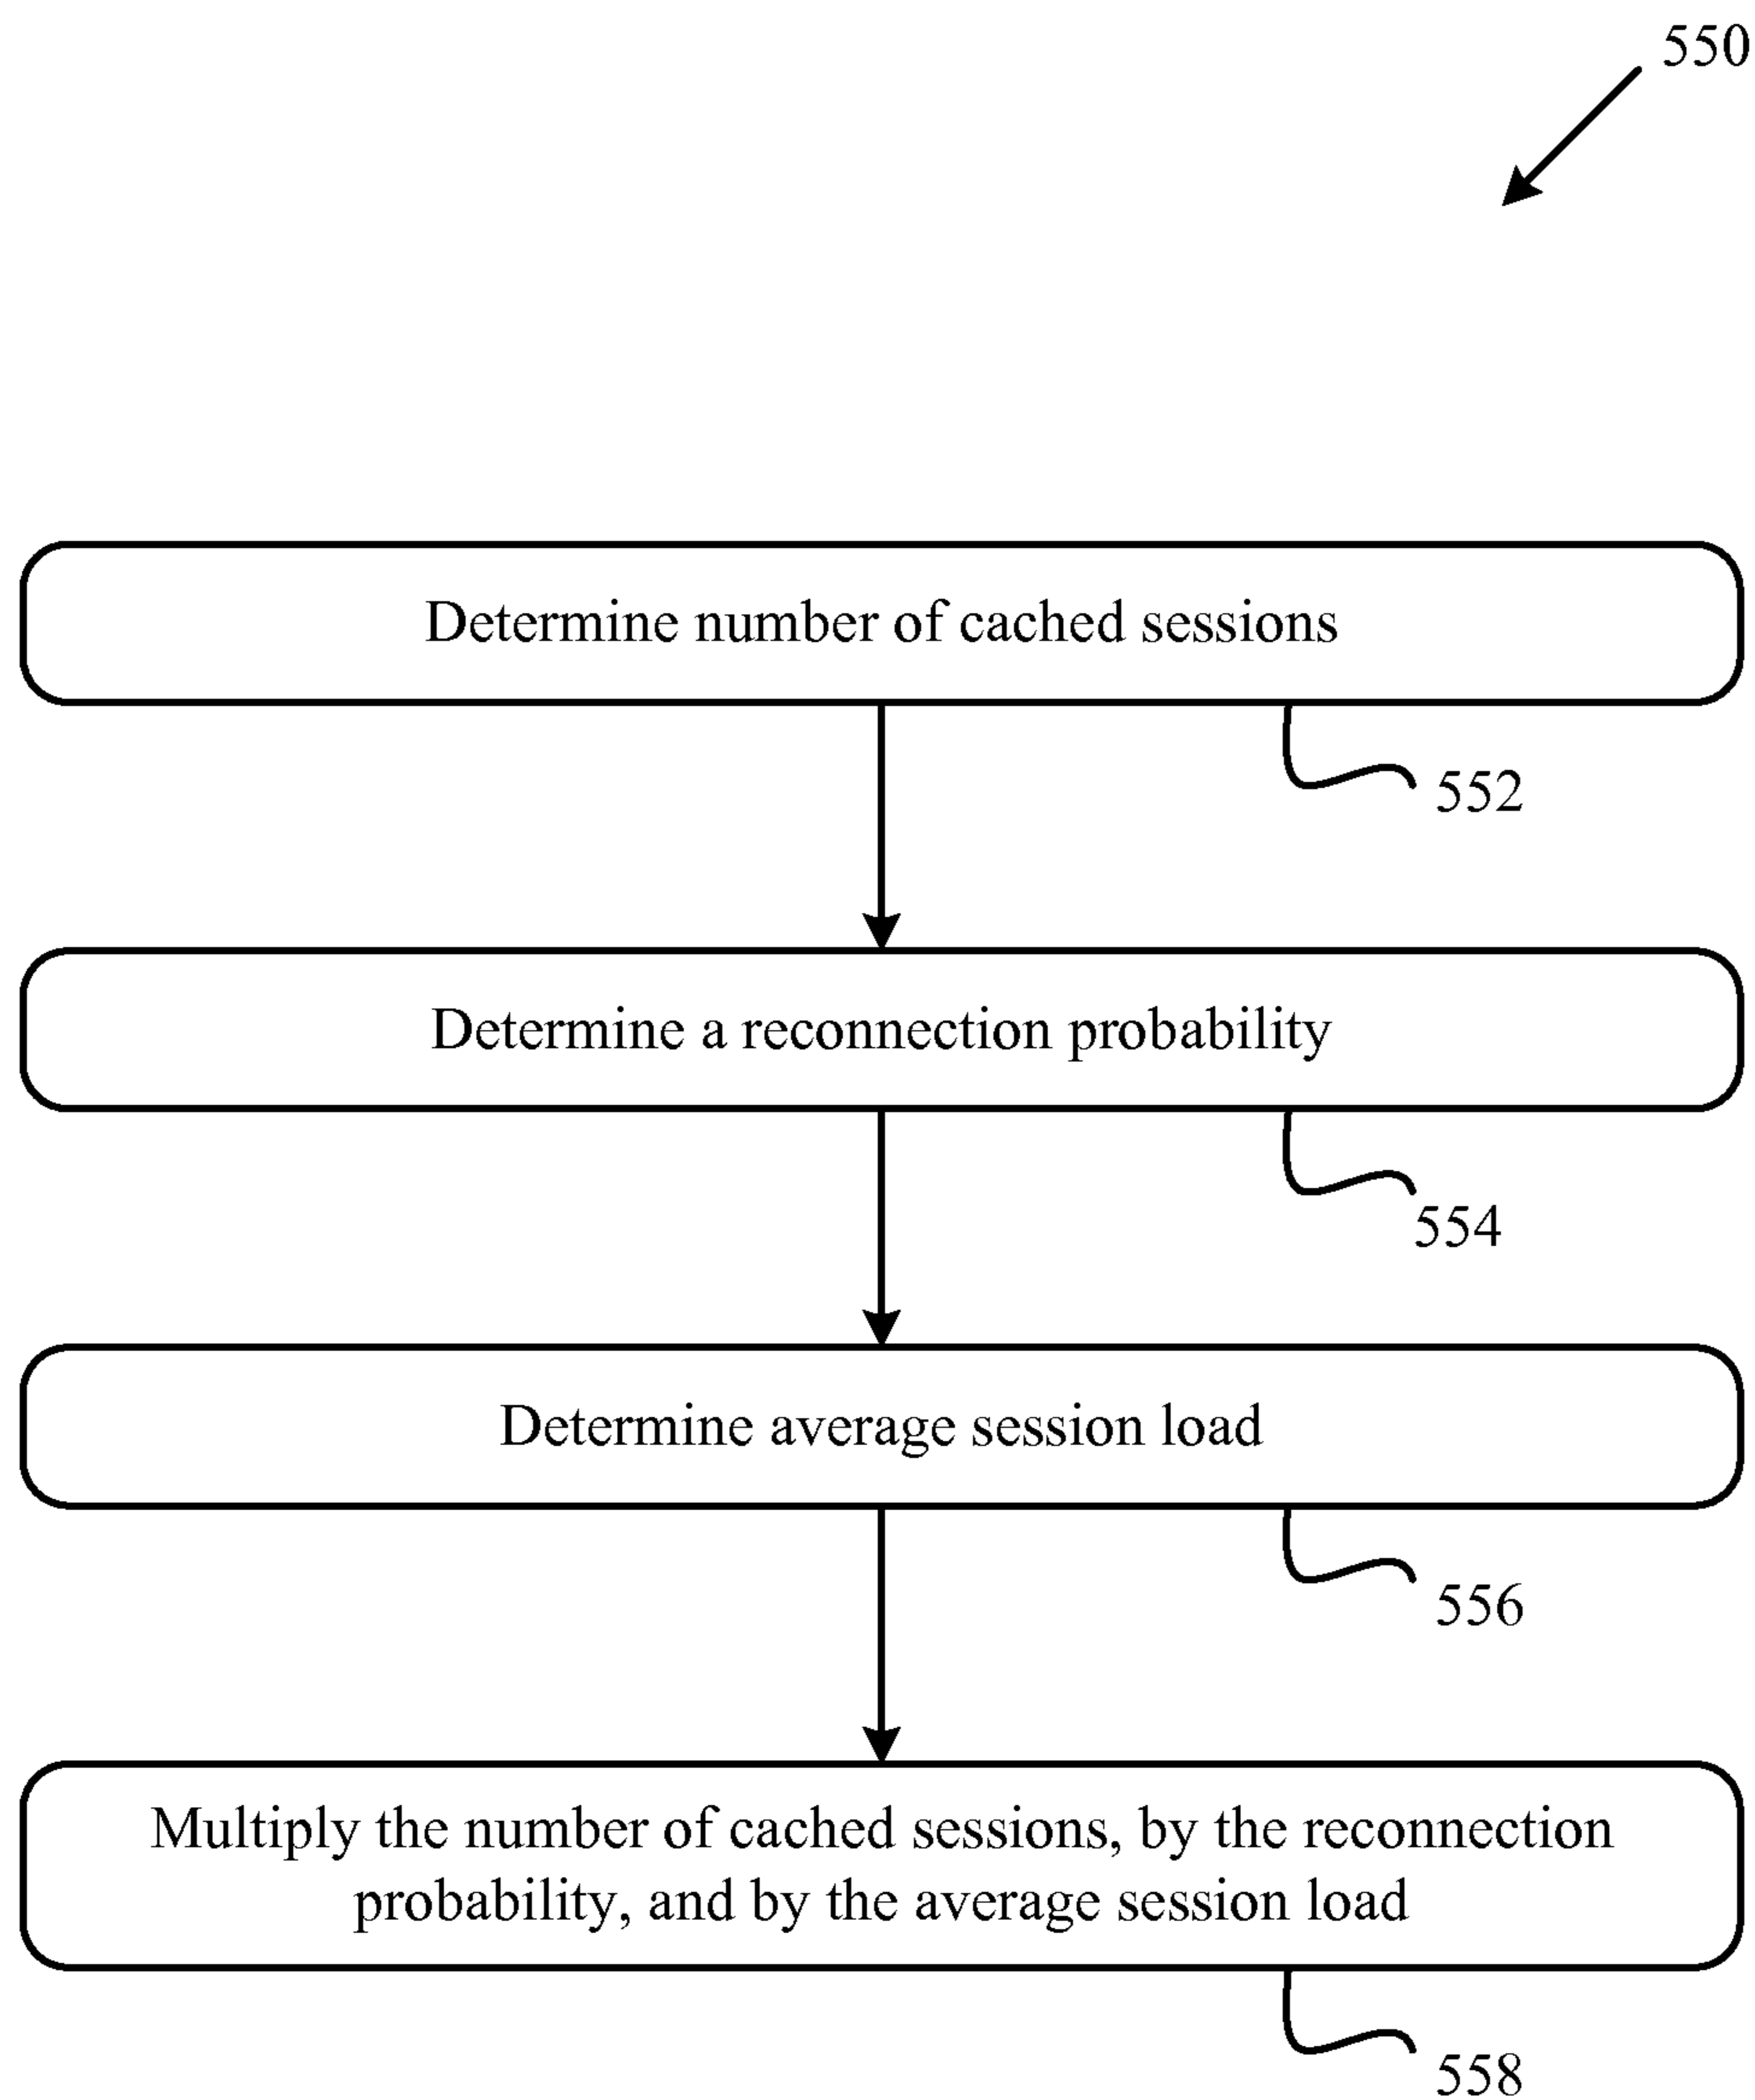 550
Determine number of cached sessions
552
Determine a reconnection probability
554
Determine average session load
556
Multiply the number of cached sessions, by the reconnection
probability, and by the average session load
558